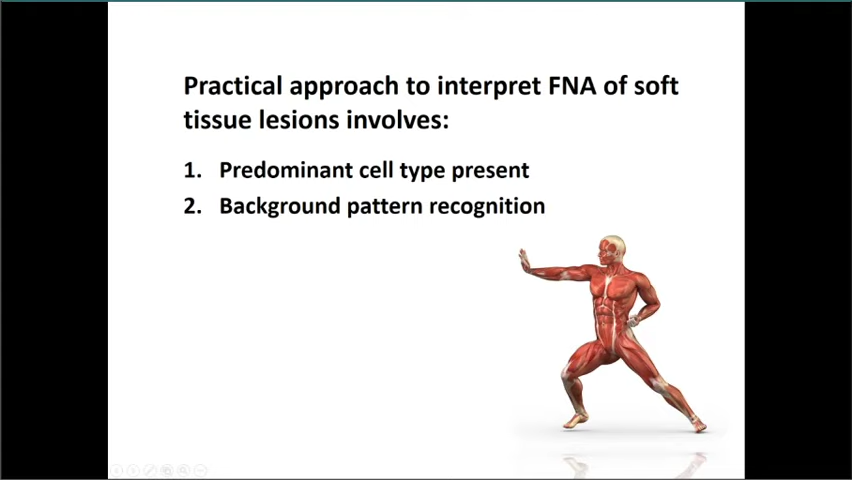 Practical approach to interpret FNA of soft
tissue lesions involves:
1. Predominant cell type present
2. Background pattern recognition